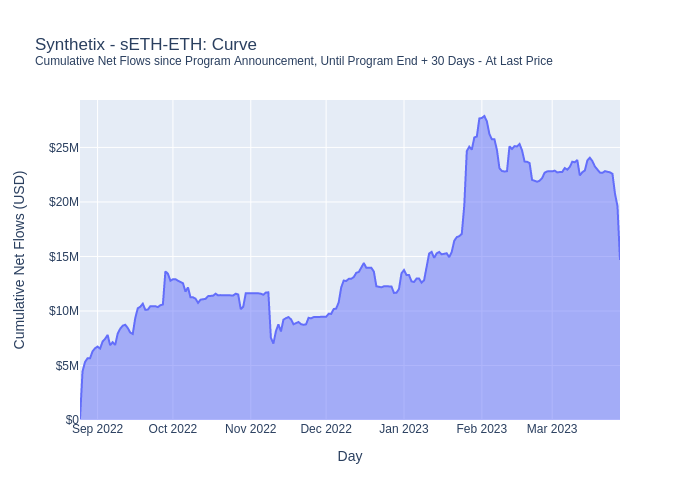 Synthetix - sETH-ETH: Curve
Cumulative Net Flows since Program Announcement, Until Program End + 30 Days - At Last Price
Cumulative Net Flows (USD)
$25M
$20M
$15M
$10M
$5M
$0
Sep 2022 Oct 2022 Nov 2022 Dec 2022 Jan 2023 Feb 2023 Mar 2023
Day